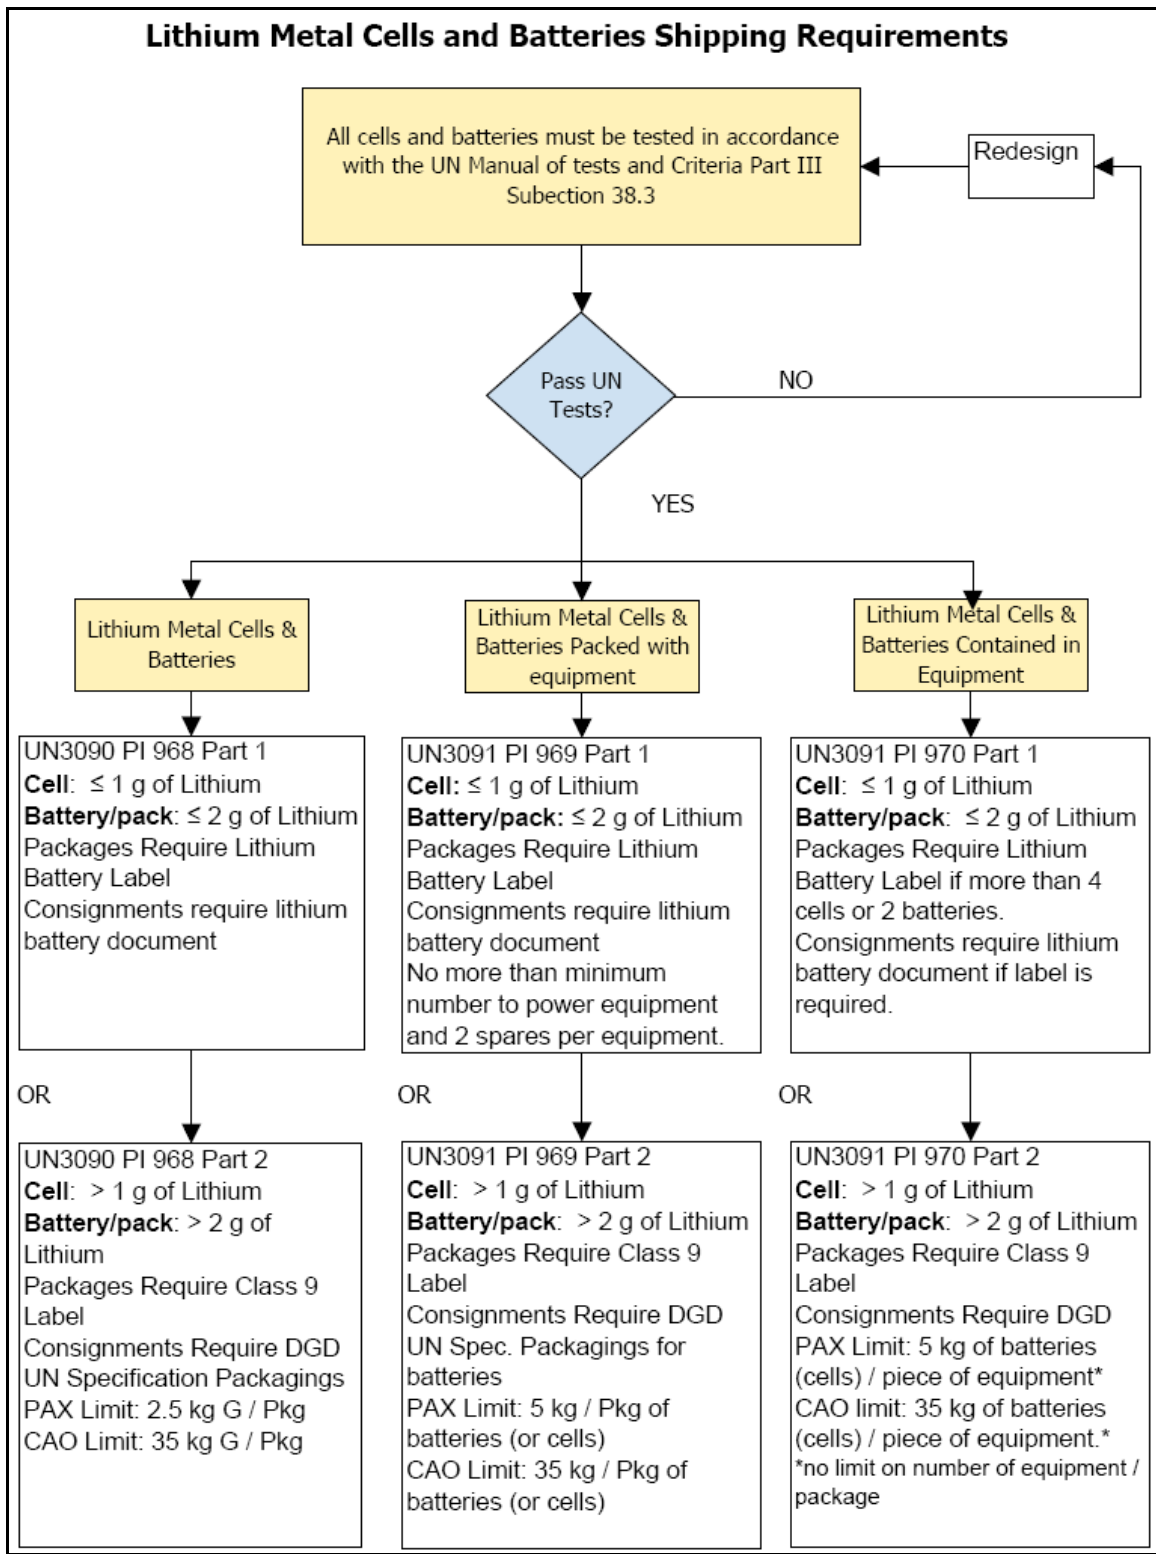 Lithium Metal Cells and Batteries Shipping Requirements
All cells and batteries must be tested in accordance
with the UN Manual of tests and Criteria Part III
Subection 38.3
Redesign
Pass UN
Tests?
NO
YES
Lithium Metal Cells &
Batteries
Lithium Metal Cells &
Batteries Packed with
equipment
Lithium Metal Cells &
Batteries Contained in
Equipment
UN3090 PI 968 Part 1
Cell: ≤ 1 g of Lithium
Battery/pack: ≤ 2 g of Lithium
Packages Require Lithium
Battery Label
Consignments require lithium
battery document
UN3091 PI 969 Part 1
Cell: ≤ 1 g of Lithium
Battery/pack: ≤ 2 g of Lithium
Packages Require Lithium
Battery Label
Consignments require lithium
battery document
No more than minimum
number to power equipment
and 2 spares per equipment.
UN3091 PI 970 Part 1
Cell: ≤ 1 g of Lithium
Battery/pack: ≤ 2 g of Lithium
Packages Require Lithium
Battery Label if more than 4
cells or 2 batteries.
Consignments require lithium
battery document if label is
required.
OR
OR
OR
UN3090 PI 968 Part 2
Cell: > 1 g of Lithium
Battery/pack: > 2 g of
Lithium
Packages Require Class 9
Label
Consignments Require DGD
UN Specification Packagings
PAX Limit: 2.5 kg G / Pkg
CAO Limit: 35 kg G / Pkg
UN3091 PI 969 Part 2
Cell: > 1 g of Lithium
Battery/pack: > 2 g of Lithium
Packages Require Class 9
Label
Consignments Require DGD
UN Spec. Packagings for
batteries
PAX Limit: 5 kg / Pkg of
batteries (or cells)
CAO Limit: 35 kg / Pkg of
batteries (or cells)
UN3091 PI 970 Part 2
Cell: > 1 g of Lithium
Battery/pack: > 2 g of Lithium
Packages Require Class 9
Label
Consignments Require DGD
PAX Limit: 5 kg of batteries
(cells) / piece of equipment*
CAO limit: 35 kg of batteries
(cells) / piece of equipment.*
*no limit on number of equipment /
package